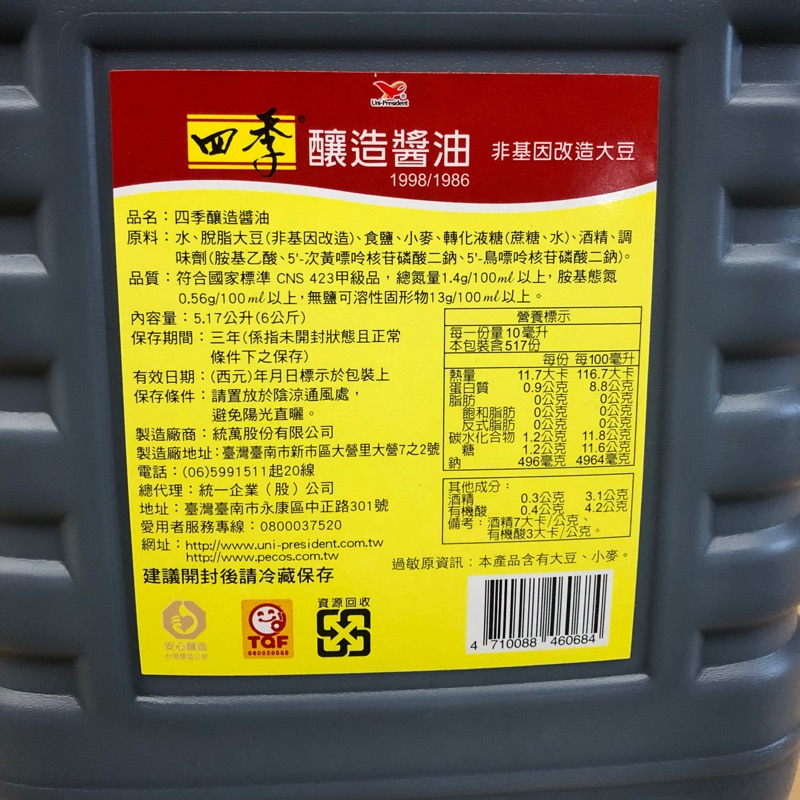 Uni-President
四季®
釀造醬油
非基因改造大豆
1998/1986
品名：四季釀造醬油
原料：水、脫脂大豆(非基因改造)、食鹽、小麥、轉化液糖(蔗糖、水)、酒精、調
味劑(胺基乙酸、5'-次黃嘌呤核苷磷酸二鈉、5'-鳥嘌呤核苷磷酸二鈉)。
品質：符合國家標準 CNS 423甲級品，總氮量1.4g/100ml以上，胺基態氮
0.56g/100ml以上，無鹽可溶性固形物13g/100ml以上。
內容量：5.17公升(6公斤)
保存期間：三年(係指未開封狀態且正常
條件下之保存)
有效日期：(西元)年月日標示於包裝上
保存條件：請置放於陰涼通風處，
避免陽光直曬。
製造廠商：統萬股份有限公司
製造廠地址：臺灣臺南市新市區大營里大營7之2號
電話：(06)5991511起20線
總代理：統一企業（股）公司
地址：臺灣臺南市永康區中正路301號
愛用者服務專線：0800037520
網址：http://www.uni-president.com.tw
http://www.pecos.com.tw
建議開封後請冷藏保存
營養標示
每一份量10毫升
本包裝含517份
每份 每100毫升
熱量 11.7大卡 116.7大卡
蛋白質 0.9公克 8.8公克
脂肪 0公克 0公克
飽和脂肪 0公克 0公克
反式脂肪 0公克 0公克
碳水化合物 1.2公克 11.8公克
糖 1.2公克 11.6公克
鈉 496毫克 4964毫克
其他成分：
酒精 0.3公克 3.1公克
有機酸 0.4公克 4.2公克
備考：酒精7大卡/公克、
有機酸3大卡/公克。
過敏原資訊：本產品含有大豆、小麥。
安心釀造
TQF
資源回收
4 710088 460684